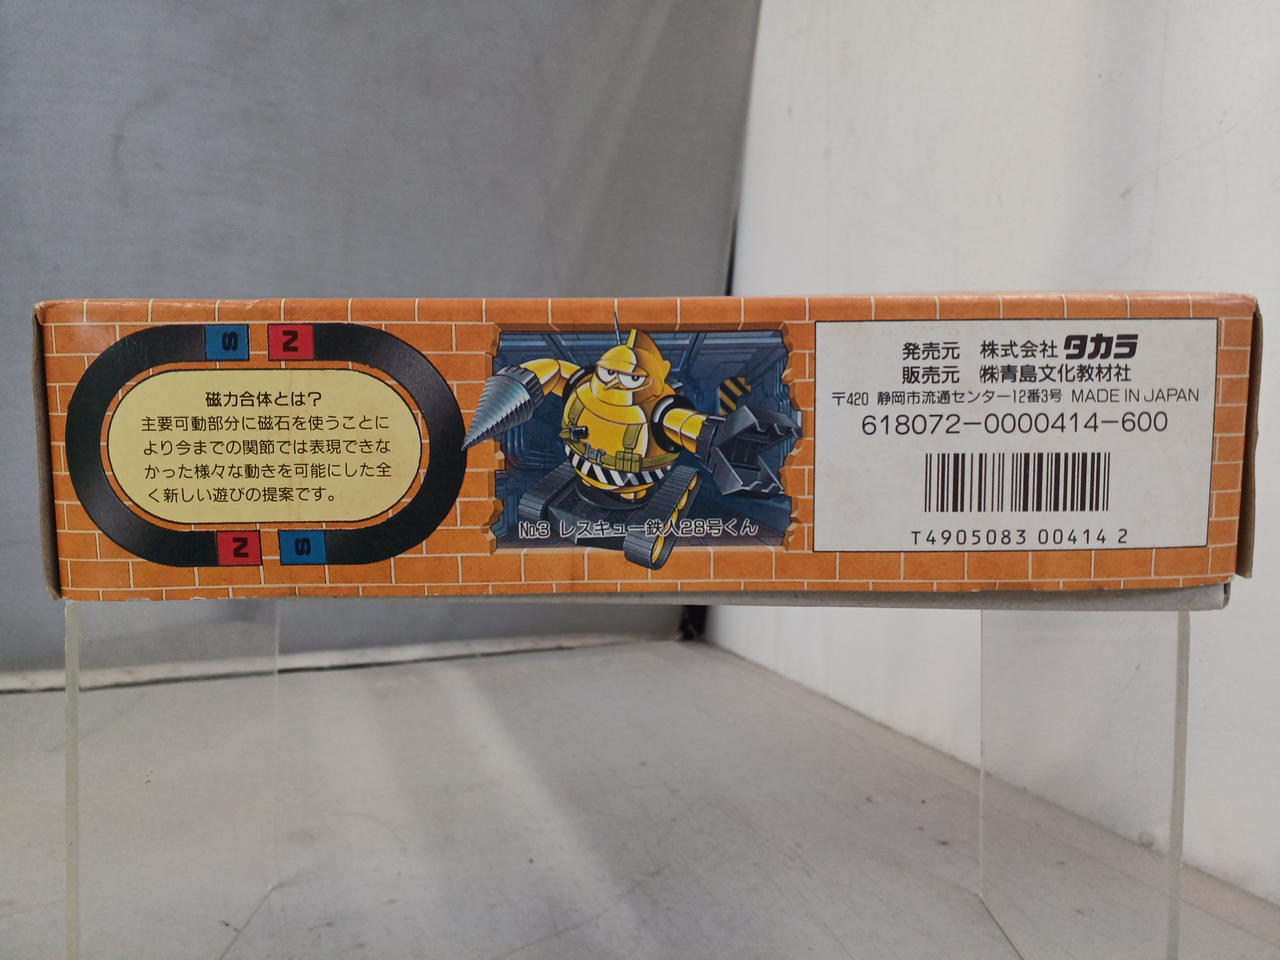 S N
磁力合体とは?
主要可動部分に磁石を使うことに
より今までの関節では表現できな
かった様々な動きを可能にした全
く新しい遊びの提案です。
N S
№3 レスキュー鉄人28号くん
発売元 株式会社タカラ
販売元 ㈱青島文化教材社
〒420 静岡市流通センター12番3号 MADE IN JAPAN
618072-0000414-600
T4905083 00414 2